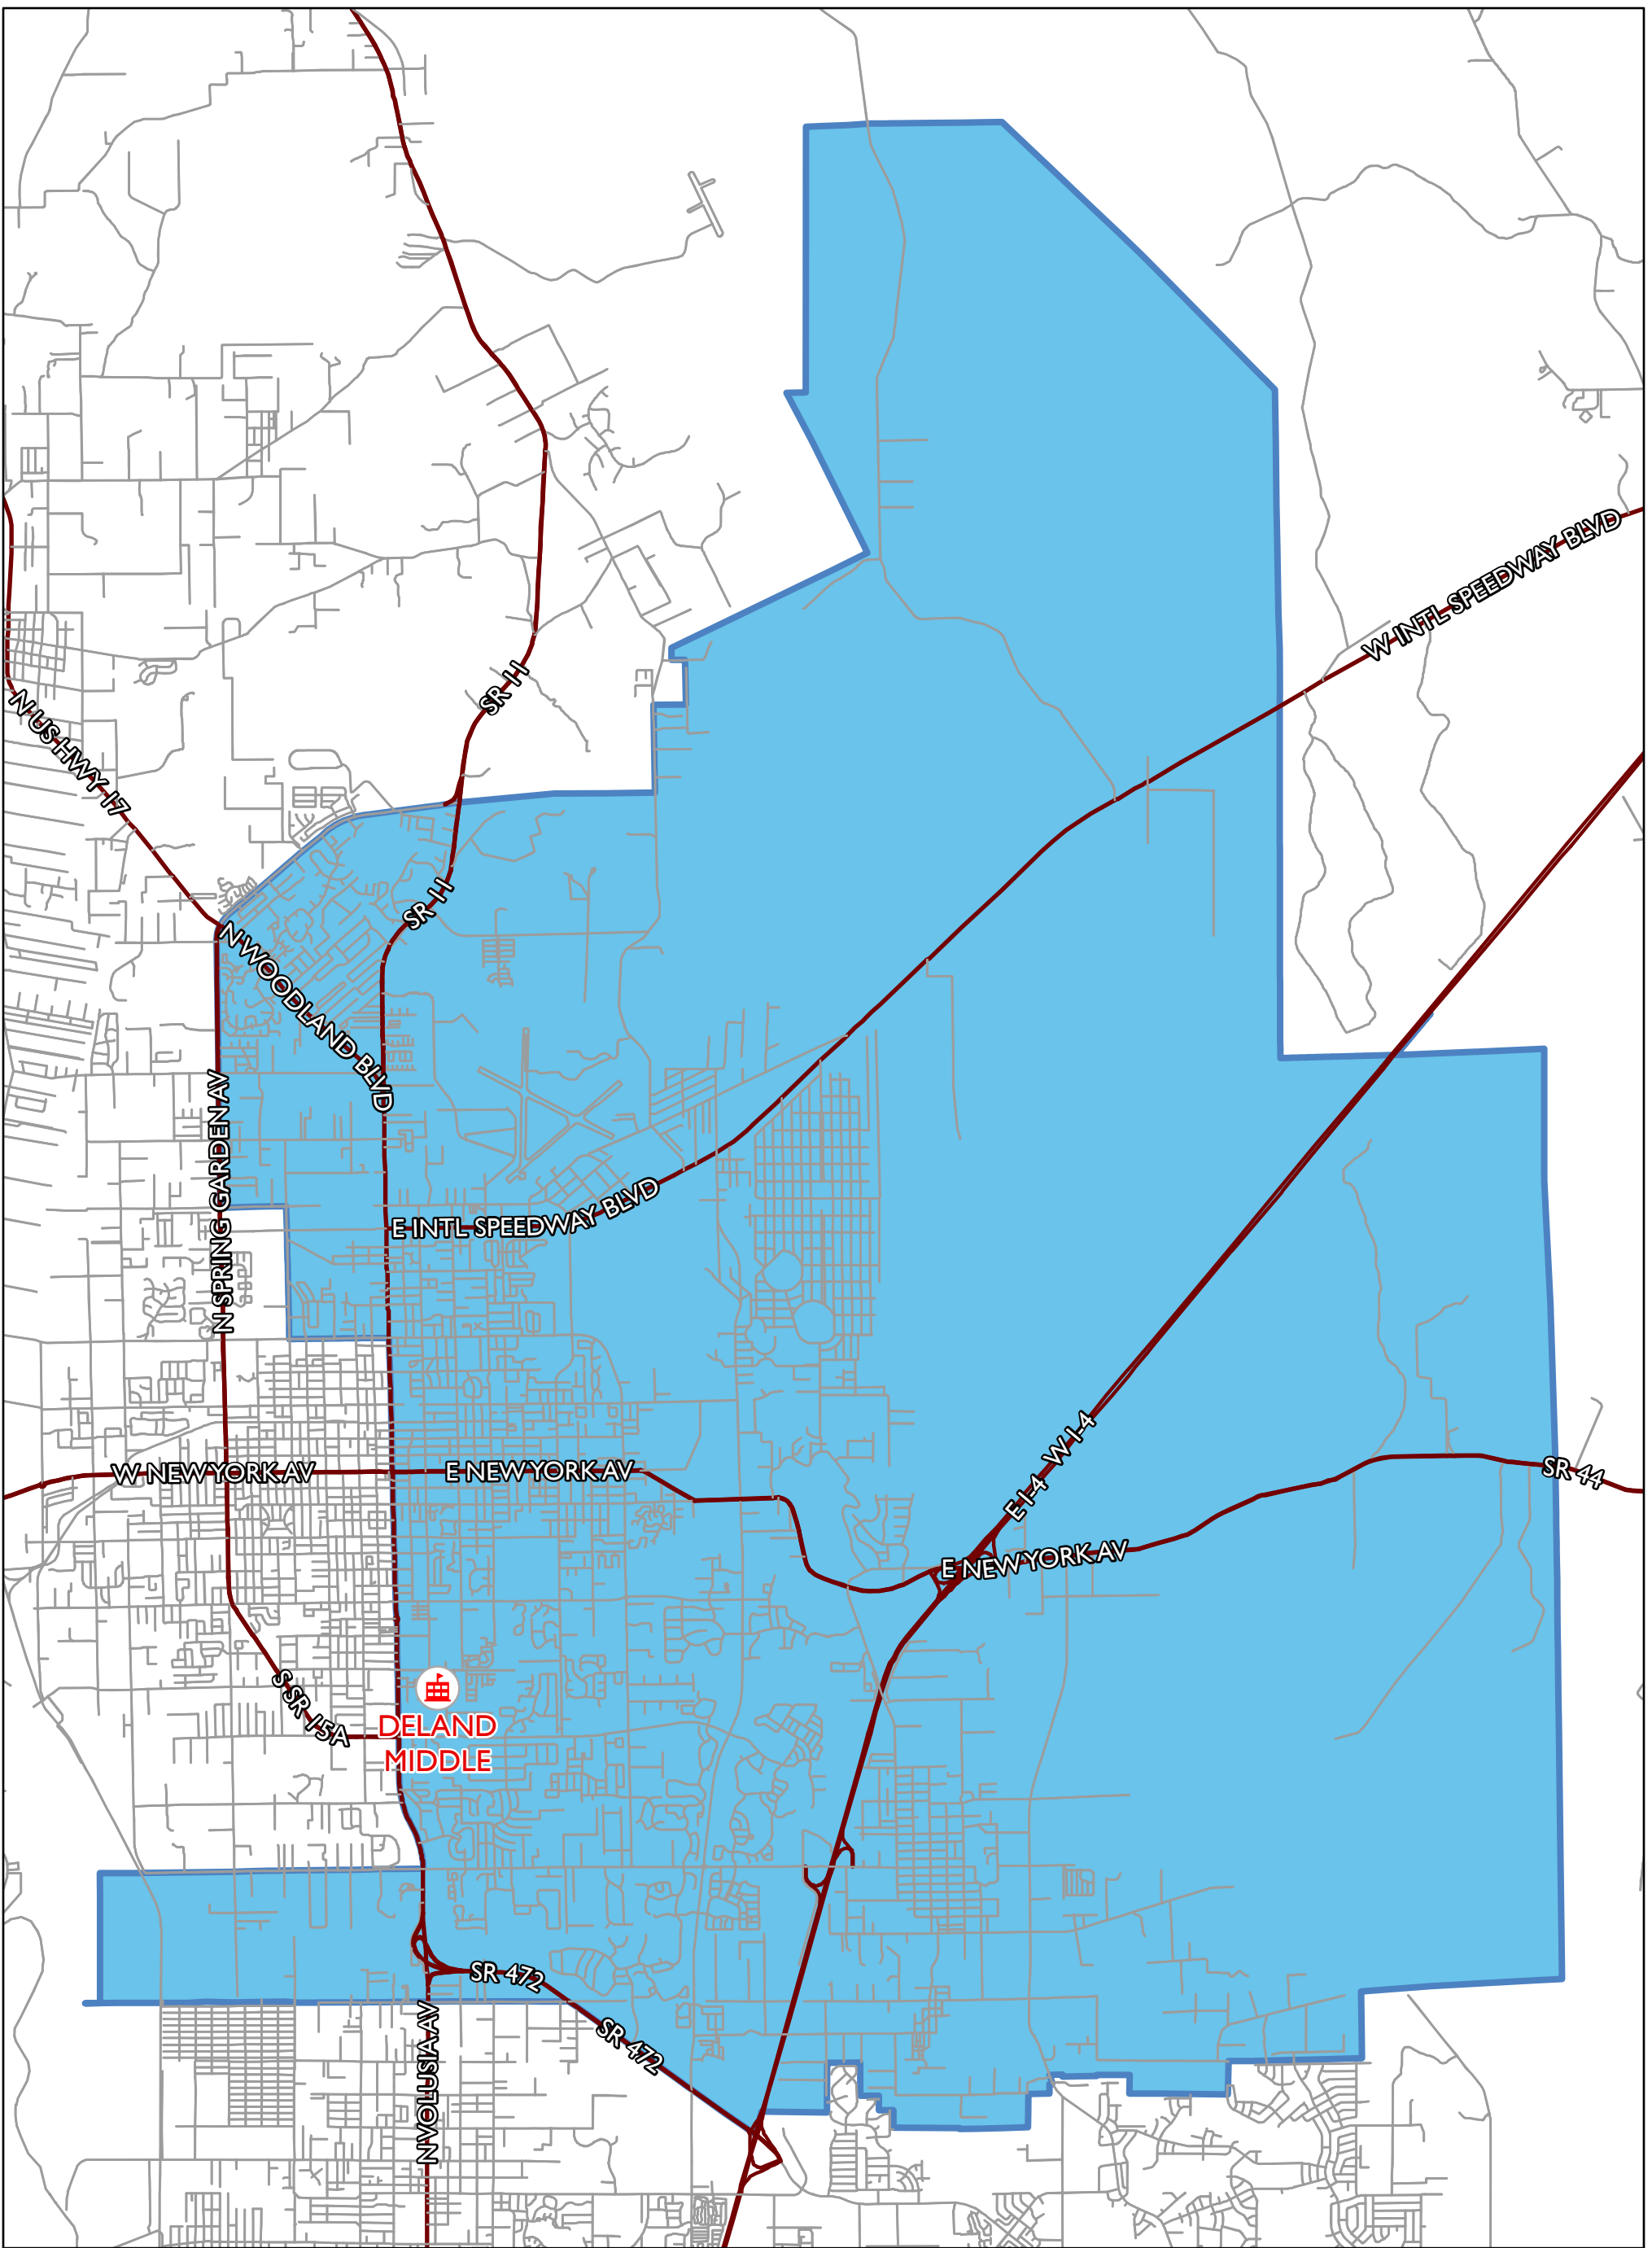 W INTL SPEEDWAY BLVD
SR 11
N US HWY 17
SR 11
N WOODLAND BLVD
N SPRING GARDEN AV
E INTL SPEEDWAY BLVD
E I-4 W I-4
W NEW YORK AV
E NEW YORK AV
SR 44
E NEW YORK AV
S SR 15A
DELAND
MIDDLE
SR 472
SR 472
N VOLUSIA AV